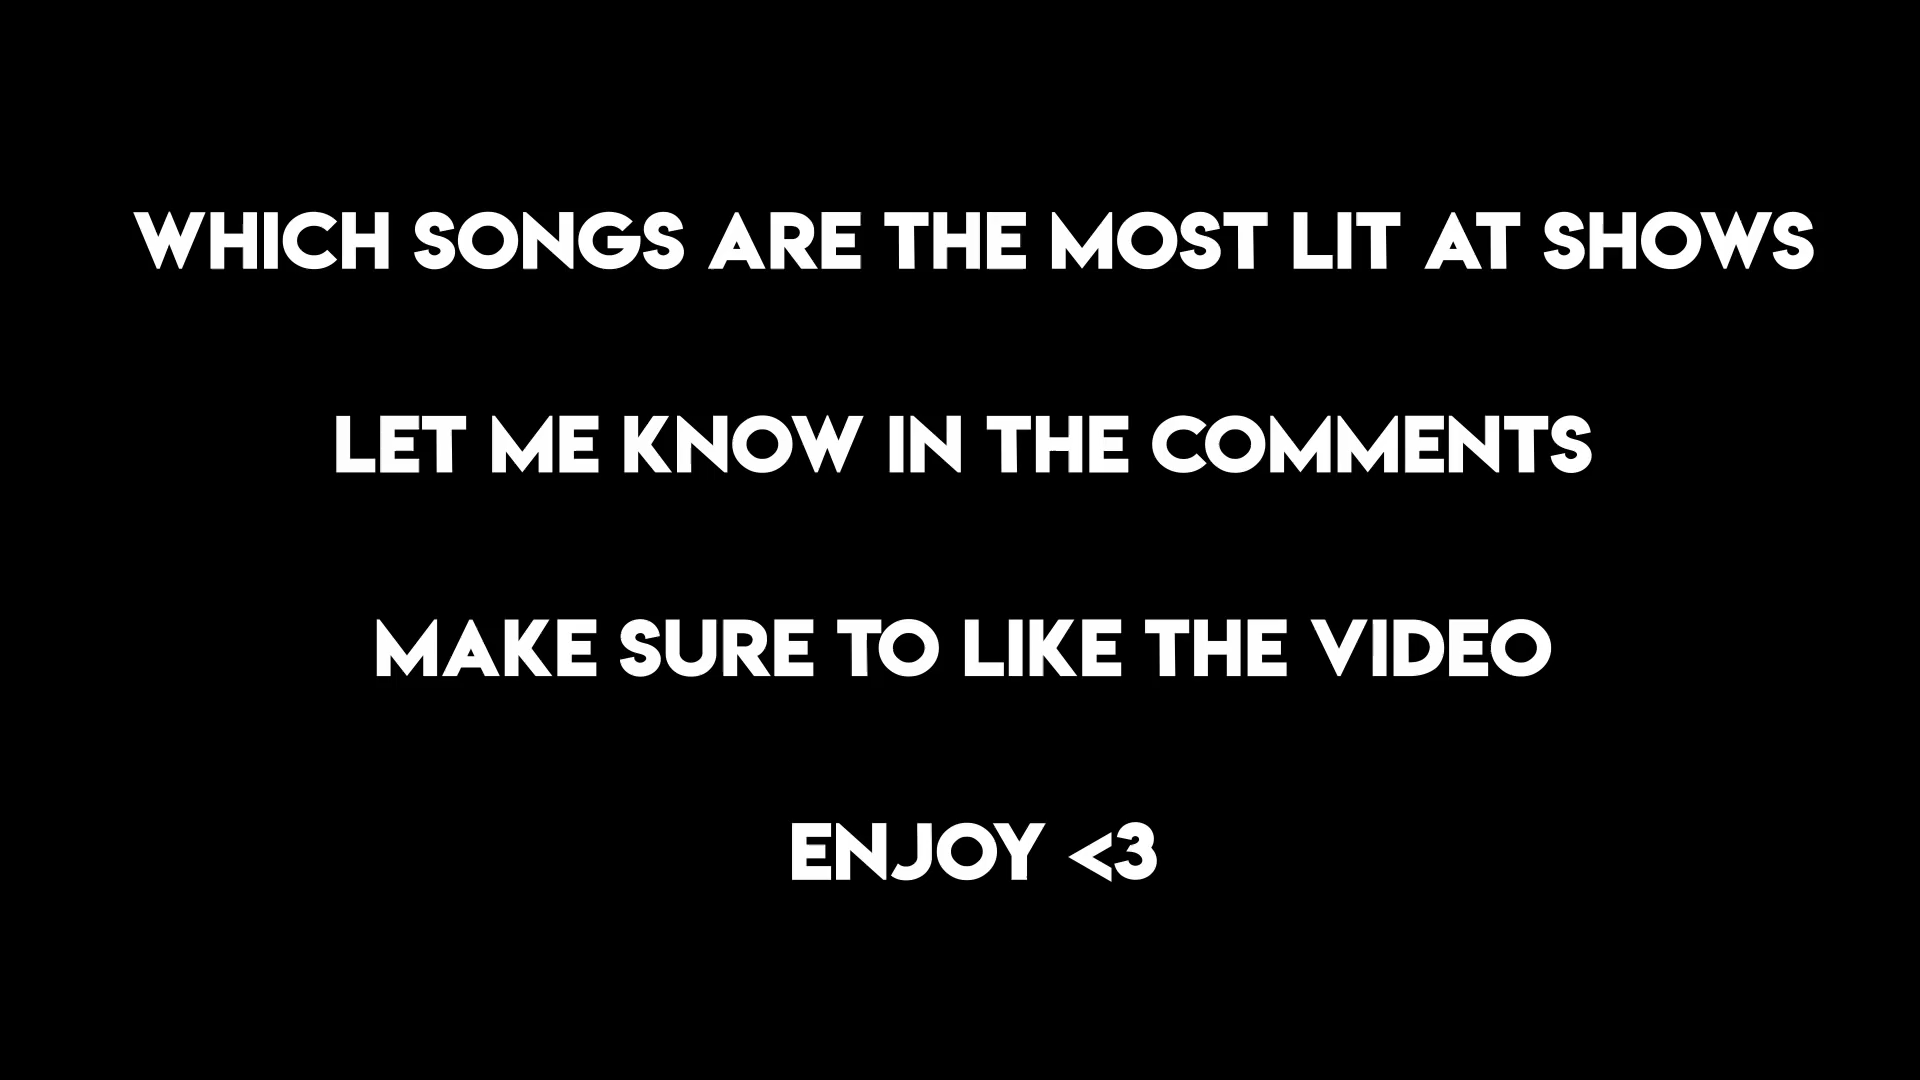 WHICH SONGS ARE THE MOST LIT AT SHOWS
LET ME KNOW IN THE COMMENTS
MAKE SURE TO LIKE THE VIDEO
ENJOY <3